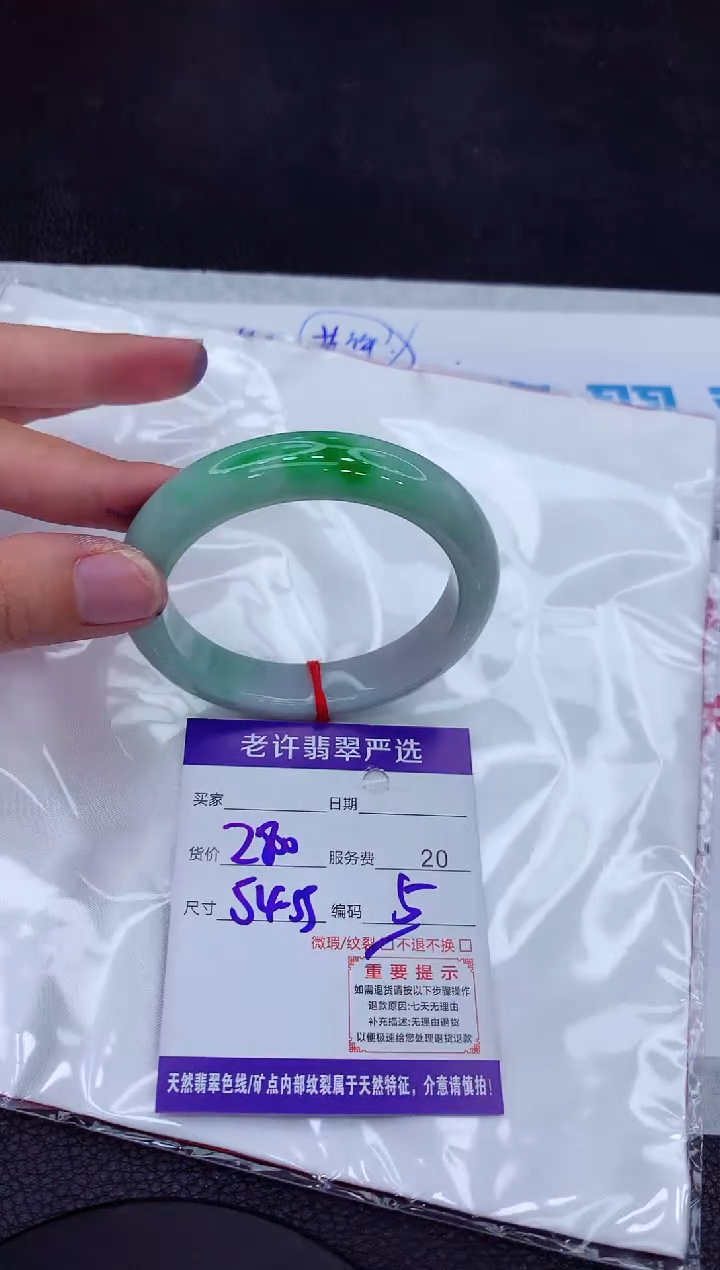 老许翡翠严选
买家 日期
货价 2800 服务费 20
尺寸 54-55 编码 5
微瑕/纹裂 □ 不退不换 □
重要提示
如需退货请按以下步骤操作
退款原因:七天无理由
补充描述:无理由退货
以便极速给您处理退货退款
天然翡翠色线/矿点内部纹裂属于天然特征，介意请慎拍！